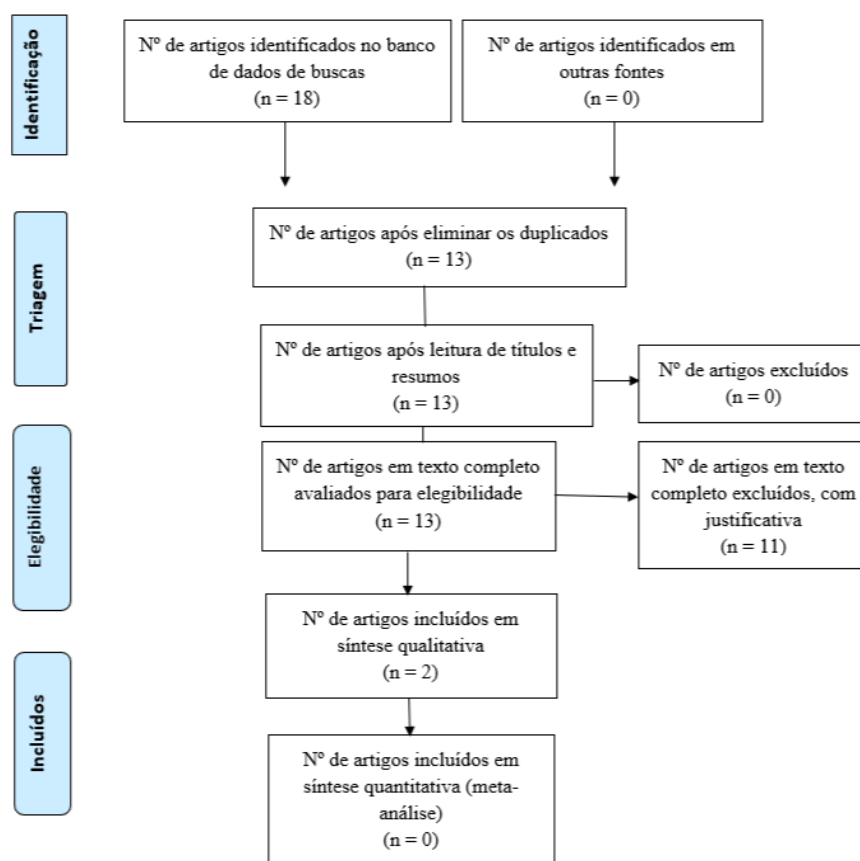 Identificação
Nº de artigos identificados no banco
de dados de buscas
(n = 18)
Nº de artigos identificados em
outras fontes
(n = 0)
Triagem
Nº de artigos após eliminar os duplicados
(n = 13)
Nº de artigos após leitura de títulos e
resumos
(n = 13)
Nº de artigos excluídos
(n = 0)
Elegibilidade
Nº de artigos em texto completo
avaliados para elegibilidade
(n = 13)
Nº de artigos em texto
completo excluídos, com
justificativa
(n = 11)
Nº de artigos incluídos em
síntese qualitativa
(n = 2)
Incluídos
Nº de artigos incluídos em
síntese quantitativa (meta-
análise)
(n = 0)